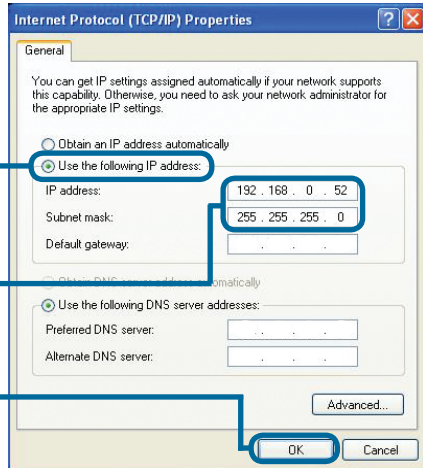 Internet Protocol (TCP/IP) Properties
General
You can get IP settings assigned automatically if your network supports
this capability. Otherwise, you need to ask your network administrator for
the appropriate IP settings.
Obtain an IP address automatically
Use the following IP address:
IP address: 192 . 168 . 0 . 52
Subnet mask: 255 . 255 . 255 . 0
Default gateway: . . .
Obtain DNS server address automatically
Use the following DNS server addresses:
Preferred DNS server: . . .
Alternate DNS server: . . .
Advanced...
OK Cancel